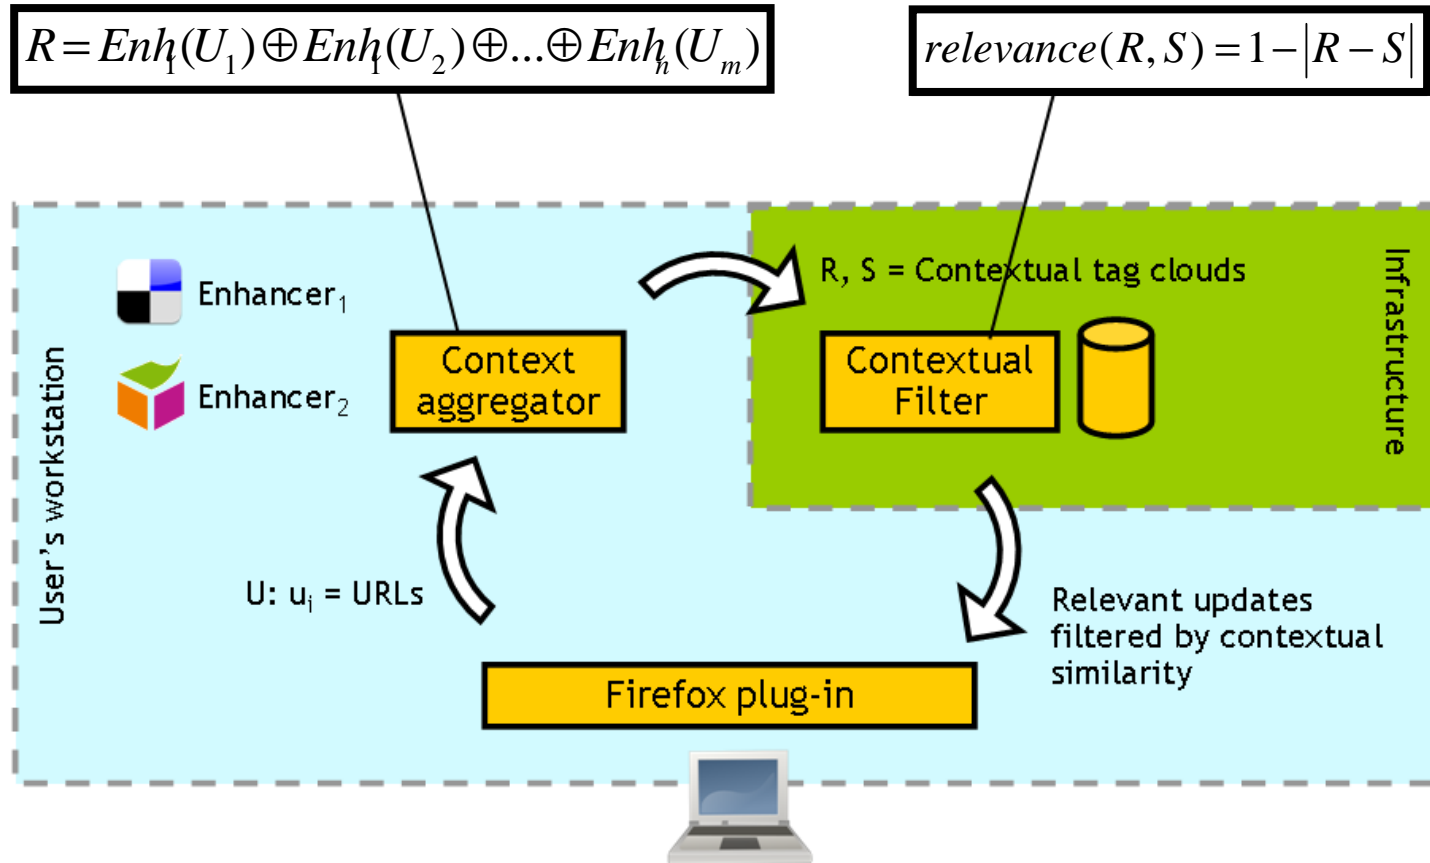 R = Enh₁(U₁) ⊕ Enh₁(U₂) ⊕ ... ⊕ Enhₙ(Uₘ)
relevance(R, S) = 1 − |R − S|
Enhancer₁
Enhancer₂
Context
aggregator
R, S = Contextual tag clouds
Contextual
Filter
Infrastructure
User's workstation
U: uᵢ = URLs
Relevant updates
filtered by contextual
similarity
Firefox plug-in